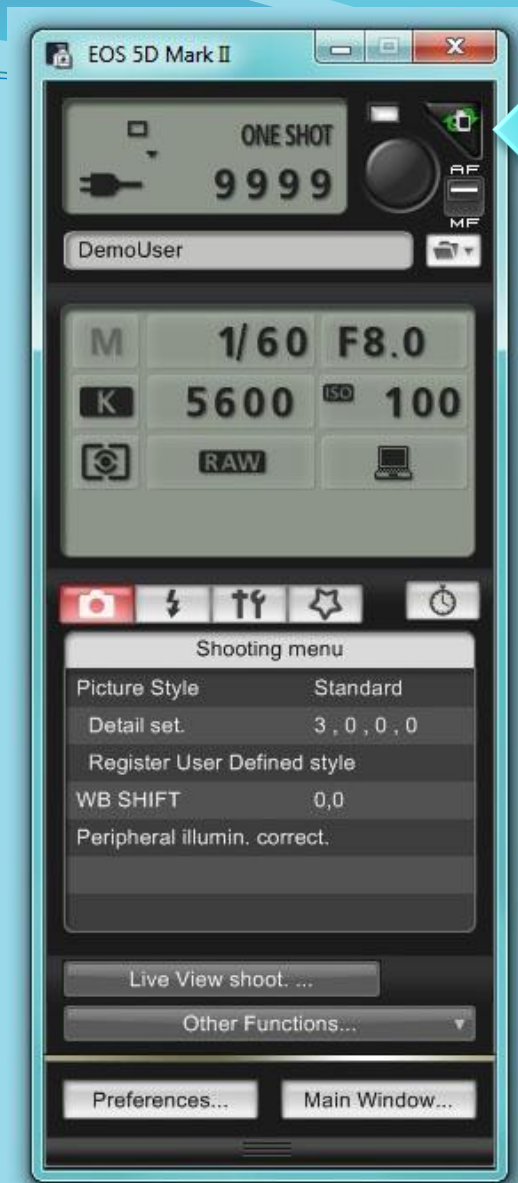 EOS 5D Mark II
ONE SHOT
9999
AF
MF
DemoUser
M 1/60 F8.0
K 5600 ISO 100
RAW
Shooting menu
Picture Style Standard
Detail set. 3 , 0 , 0 , 0
Register User Defined style
WB SHIFT 0,0
Peripheral illumin. correct.
Live View shoot. ...
Other Functions...
Preferences... Main Window...